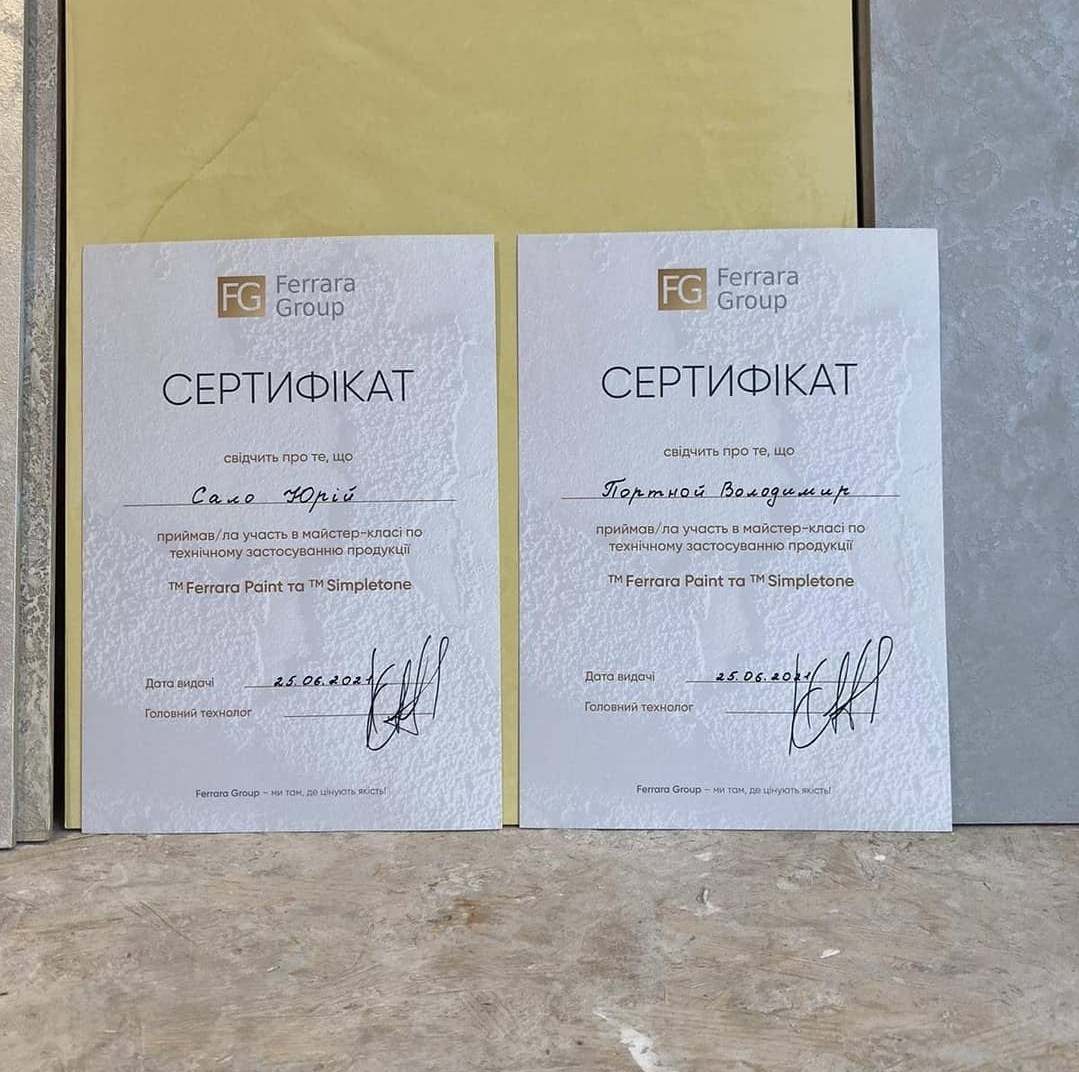 FG Ferrara
Group
СЕРТИФІКАТ
свідчить про те, що
Сало Юрій
приймав/ла участь в майстер-класі по
технічному застосуванню продукції
™ Ferrara Paint та ™ Simpletone
Дата видачі 25.06.2021
Головний технолог
Ferrara Group – ми там, де цінують якість!
FG Ferrara
Group
СЕРТИФІКАТ
свідчить про те, що
Портной Володимир
приймав/ла участь в майстер-класі по
технічному застосуванню продукції
™ Ferrara Paint та ™ Simpletone
Дата видачі 25.06.2021
Головний технолог
Ferrara Group – ми там, де цінують якість!